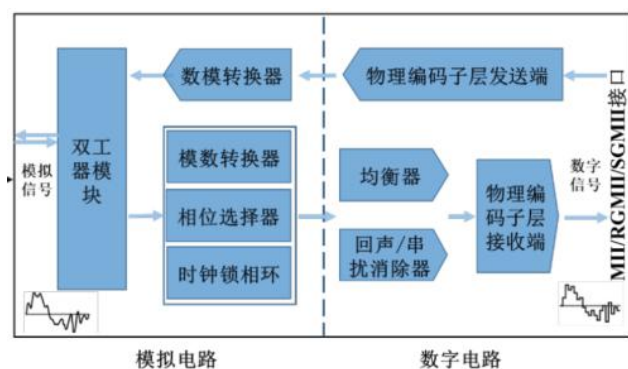 数模转换器
物理编码子层发送端
双工
器模
块
模拟
信号
模数转换器
相位选择器
时钟锁相环
均衡器
回声/串
扰消除器
物理编
码子层
接收端
数字
信号
MII/RGMII/SGMII接口
模拟电路
数字电路